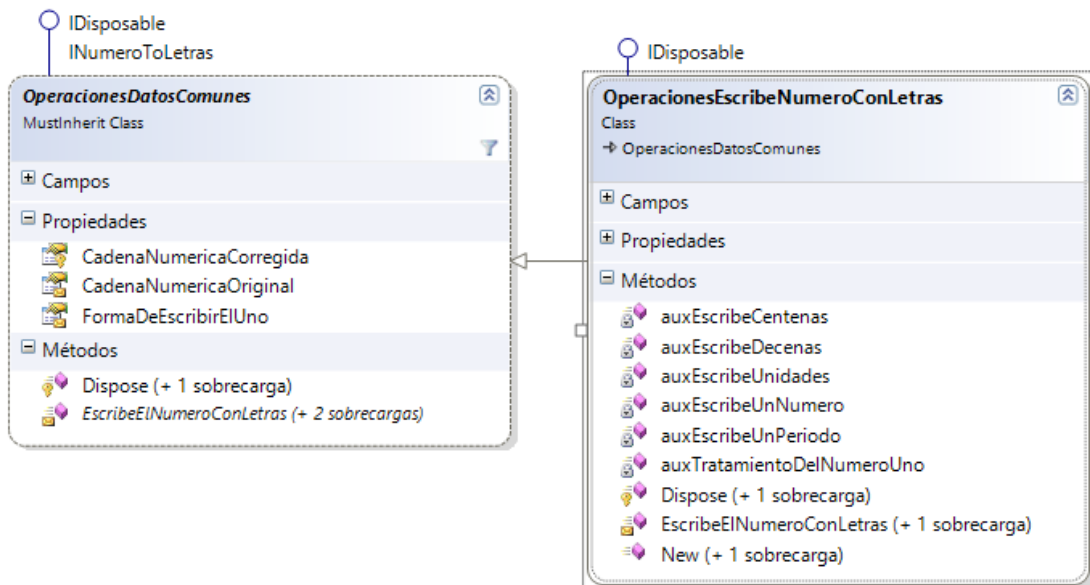 IDisposable
INumeroToLetras
OperacionesDatosComunes
MustInherit Class
Campos
Propiedades
CadenaNumericaCorregida
CadenaNumericaOriginal
FormaDeEscribirElUno
Métodos
Dispose (+ 1 sobrecarga)
EscribeElNumeroConLetras (+ 2 sobrecargas)
IDisposable
OperacionesEscribeNumeroConLetras
Class
OperacionesDatosComunes
Campos
Propiedades
Métodos
auxEscribeCentenas
auxEscribeDecenas
auxEscribeUnidades
auxEscribeUnNumero
auxEscribeUnPeriodo
auxTratamientoDelNumeroUno
Dispose (+ 1 sobrecarga)
EscribeElNumeroConLetras (+ 1 sobrecarga)
New (+ 1 sobrecarga)